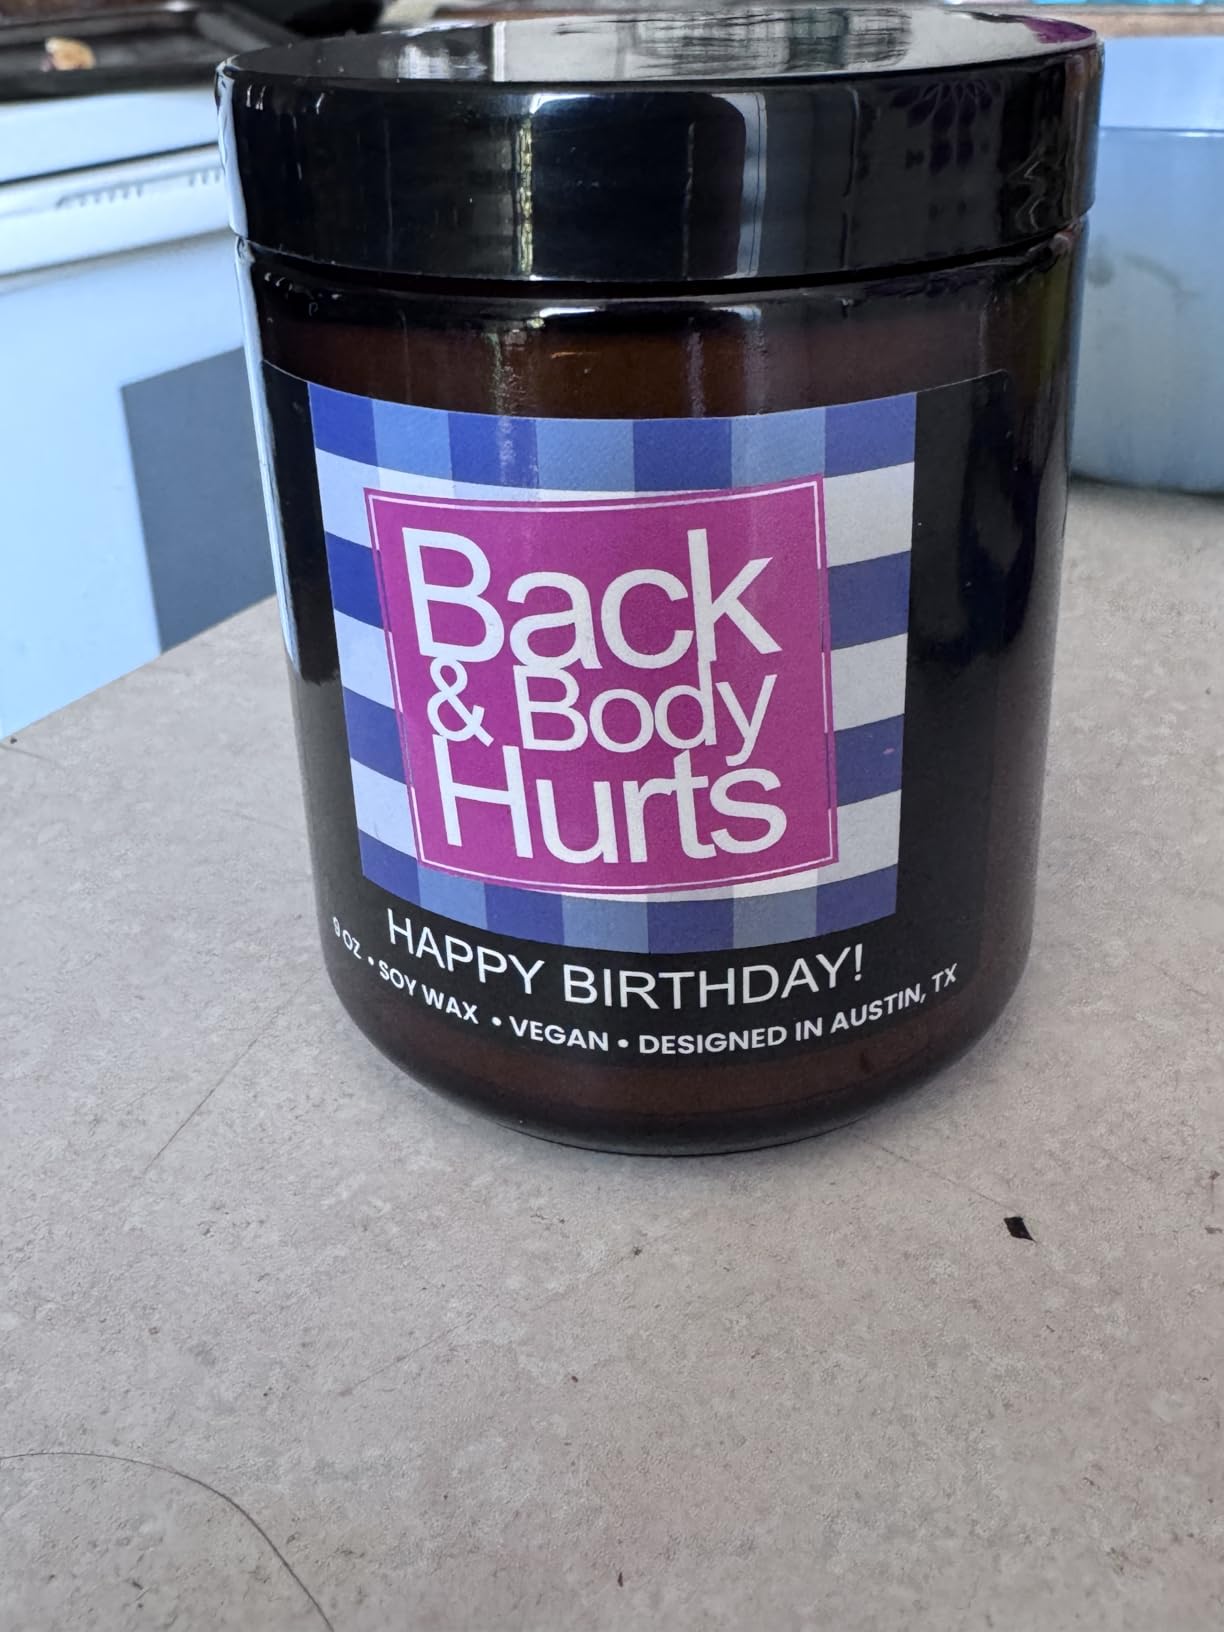 Back
& Body
Hurts
HAPPY BIRTHDAY!
9 OZ • SOY WAX • VEGAN • DESIGNED IN AUSTIN, TX